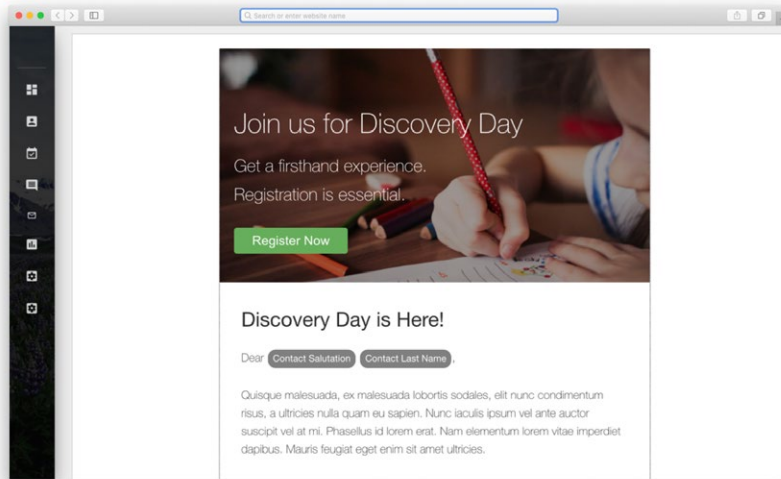 Search or enter website name
Join us for Discovery Day
Get a firsthand experience.
Registration is essential.
Register Now
Discovery Day is Here!
Dear Contact Salutation Contact Last Name ,
Quisque malesuada, ex malesuada lobortis sodales, elit nunc condimentum
risus, a ultricies nulla quam eu sapien. Nunc iaculis ipsum vel ante auctor
suscipit vel at mi. Phasellus id lorem erat. Nam elementum lorem vitae imperdiet
dapibus. Mauris feugiat eget enim sit amet ultricies.